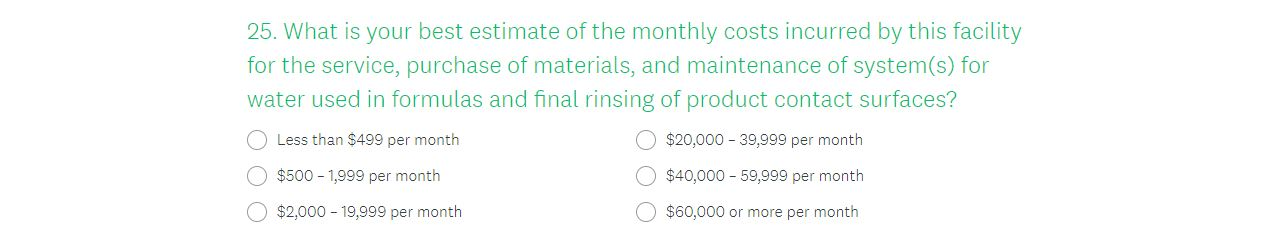 25. What is your best estimate of the monthly costs incurred by this facility
for the service, purchase of materials, and maintenance of system(s) for
water used in formulas and final rinsing of product contact surfaces?
Less than $499 per month
$500 – 1,999 per month
$2,000 – 19,999 per month
$20,000 – 39,999 per month
$40,000 – 59,999 per month
$60,000 or more per month